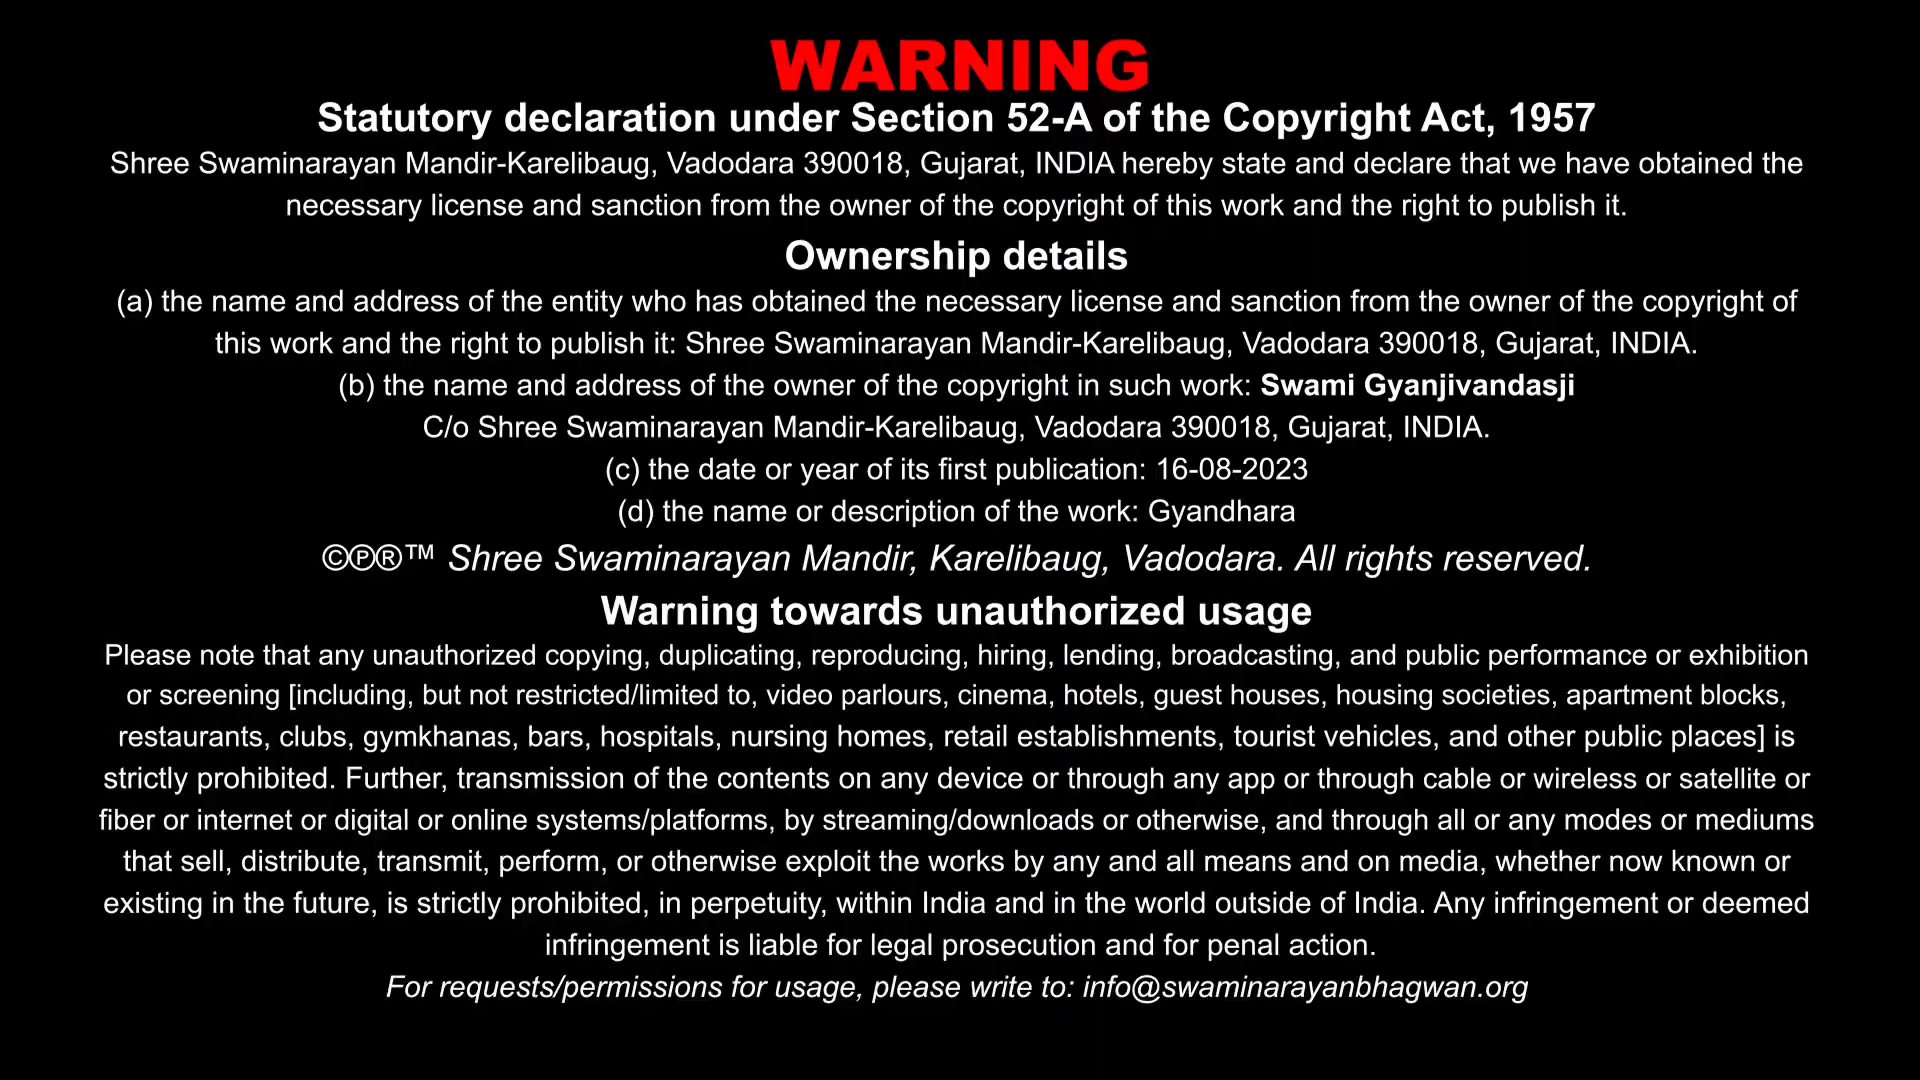 WARNING
Statutory declaration under Section 52-A of the Copyright Act, 1957
Shree Swaminarayan Mandir-Karelibaug, Vadodara 390018, Gujarat, INDIA hereby state and declare that we have obtained the
necessary license and sanction from the owner of the copyright of this work and the right to publish it.
Ownership details
(a) the name and address of the entity who has obtained the necessary license and sanction from the owner of the copyright of
this work and the right to publish it: Shree Swaminarayan Mandir-Karelibaug, Vadodara 390018, Gujarat, INDIA.
(b) the name and address of the owner of the copyright in such work: Swami Gyanjivandasji
C/o Shree Swaminarayan Mandir-Karelibaug, Vadodara 390018, Gujarat, INDIA.
(c) the date or year of its first publication: 16-08-2023
(d) the name or description of the work: Gyandhara
©℗®™ Shree Swaminarayan Mandir, Karelibaug, Vadodara. All rights reserved.
Warning towards unauthorized usage
Please note that any unauthorized copying, duplicating, reproducing, hiring, lending, broadcasting, and public performance or exhibition
or screening [including, but not restricted/limited to, video parlours, cinema, hotels, guest houses, housing societies, apartment blocks,
restaurants, clubs, gymkhanas, bars, hospitals, nursing homes, retail establishments, tourist vehicles, and other public places] is
strictly prohibited. Further, transmission of the contents on any device or through any app or through cable or wireless or satellite or
fiber or internet or digital or online systems/platforms, by streaming/downloads or otherwise, and through all or any modes or mediums
that sell, distribute, transmit, perform, or otherwise exploit the works by any and all means and on media, whether now known or
existing in the future, is strictly prohibited, in perpetuity, within India and in the world outside of India. Any infringement or deemed
infringement is liable for legal prosecution and for penal action.
For requests/permissions for usage, please write to: info@swaminarayanbhagwan.org